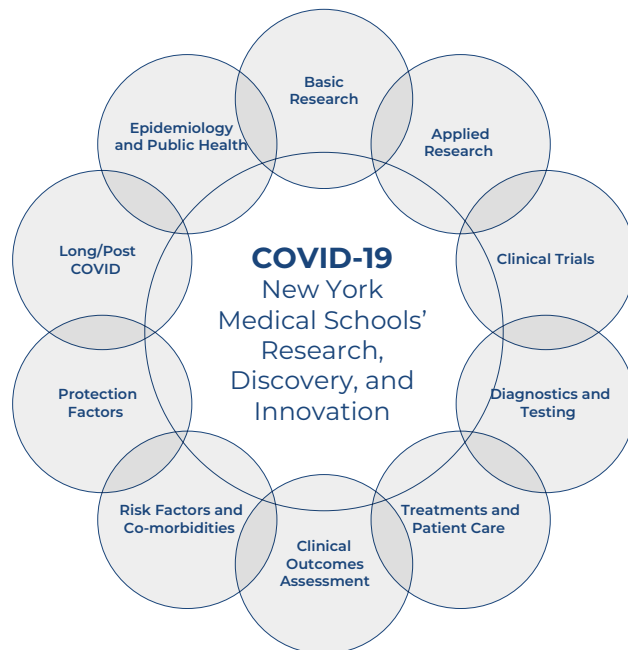 Basic
Research
Applied
Research
Clinical Trials
Diagnostics and
Testing
Treatments and
Patient Care
Clinical
Outcomes
Assessment
Risk Factors and
Co-morbidities
Protection
Factors
Long/Post
COVID
Epidemiology
and Public Health
COVID-19
New York
Medical Schools’
Research,
Discovery, and
Innovation